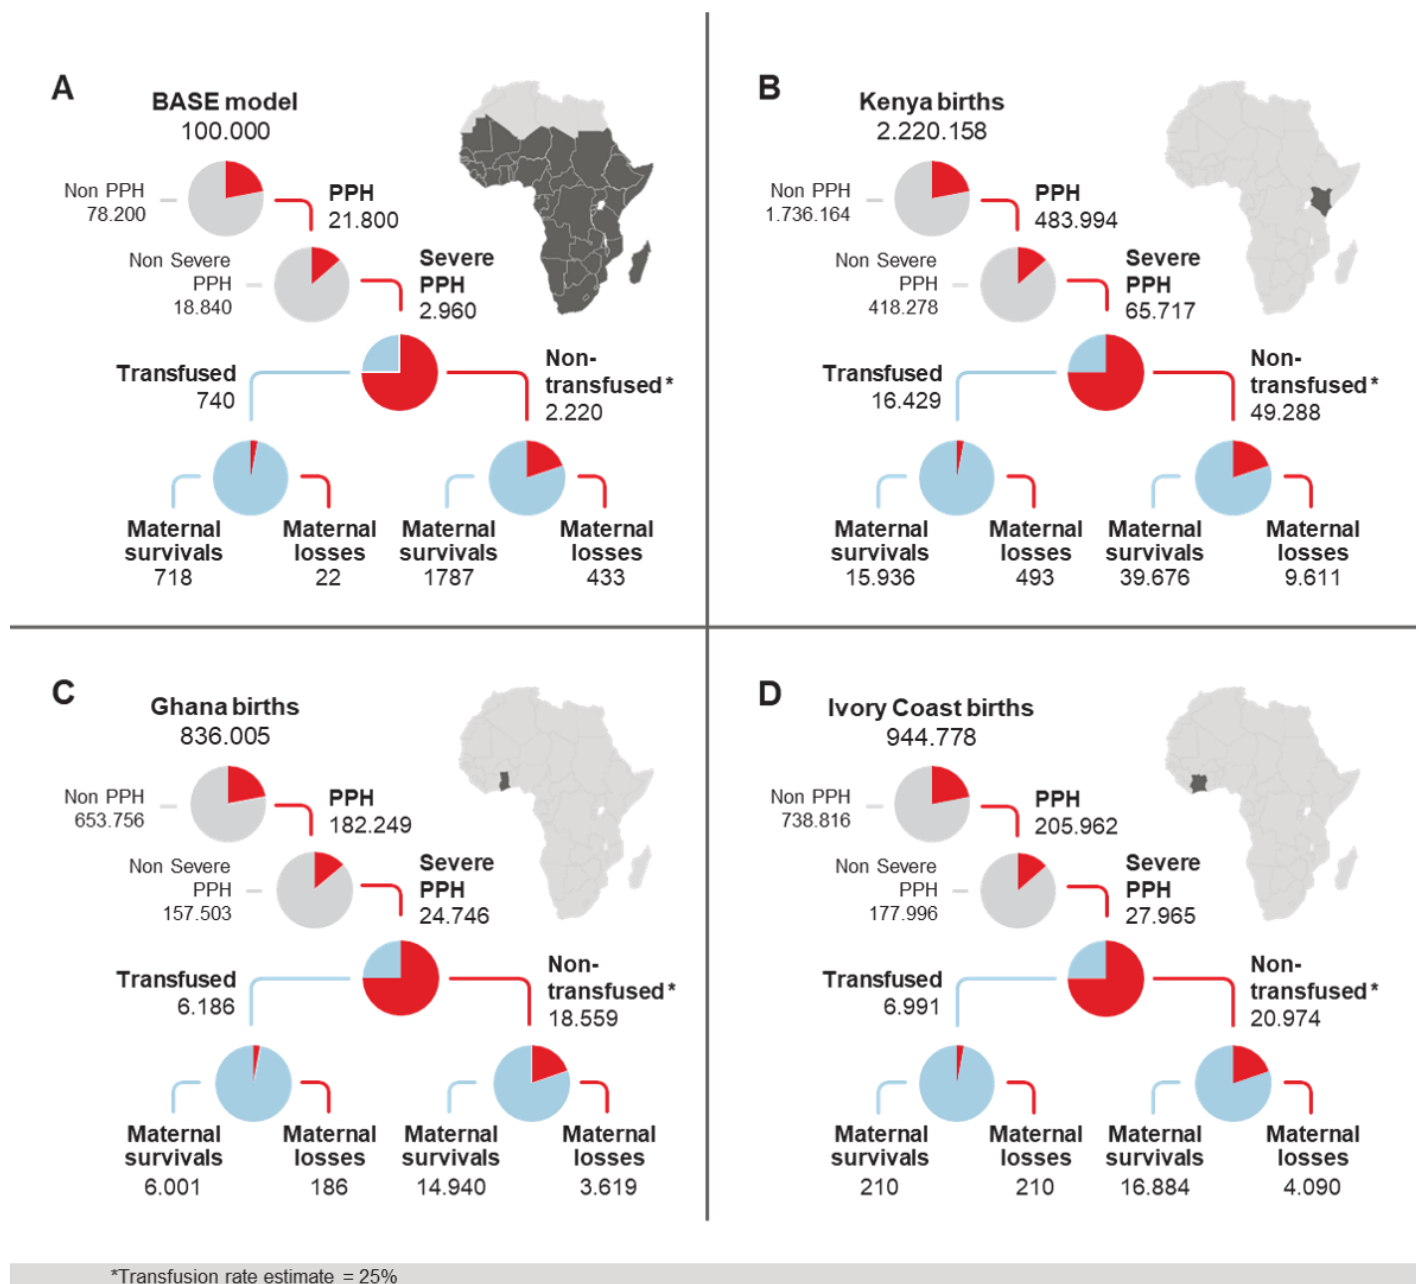 A
BASE model
100.000
Non PPH
78.200
PPH
21.800
Non Severe
PPH
18.840
Severe
PPH
2.960
Transfused
740
Non-
transfused*
2.220
Maternal
survivals
718
Maternal
losses
22
Maternal
survivals
1787
Maternal
losses
433
B
Kenya births
2.220.158
Non PPH
1.736.164
PPH
483.994
Non Severe
PPH
418.278
Severe
PPH
65.717
Transfused
16.429
Non-
transfused*
49.288
Maternal
survivals
15.936
Maternal
losses
493
Maternal
survivals
39.676
Maternal
losses
9.611
C
Ghana births
836.005
Non PPH
653.756
PPH
182.249
Non Severe
PPH
157.503
Severe
PPH
24.746
Transfused
6.186
Non-
transfused*
18.559
Maternal
survivals
6.001
Maternal
losses
186
Maternal
survivals
14.940
Maternal
losses
3.619
D
Ivory Coast births
944.778
Non PPH
738.816
PPH
205.962
Non Severe
PPH
177.996
Severe
PPH
27.965
Transfused
6.991
Non-
transfused*
20.974
Maternal
survivals
210
Maternal
losses
210
Maternal
survivals
16.884
Maternal
losses
4.090
*Transfusion rate estimate = 25%